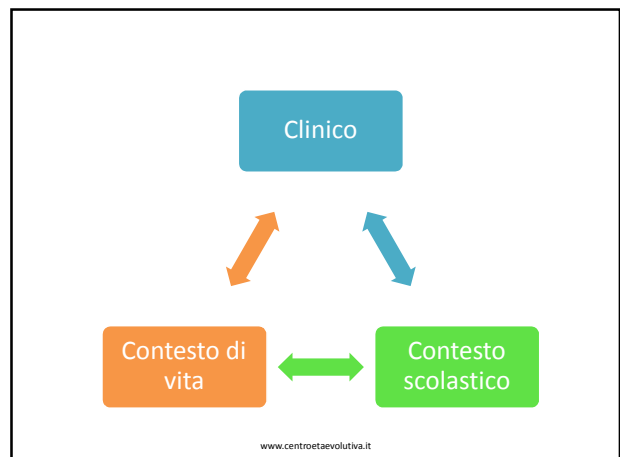 Clinico
Contesto di
vita
Contesto
scolastico
www.centroetaevolutiva.it